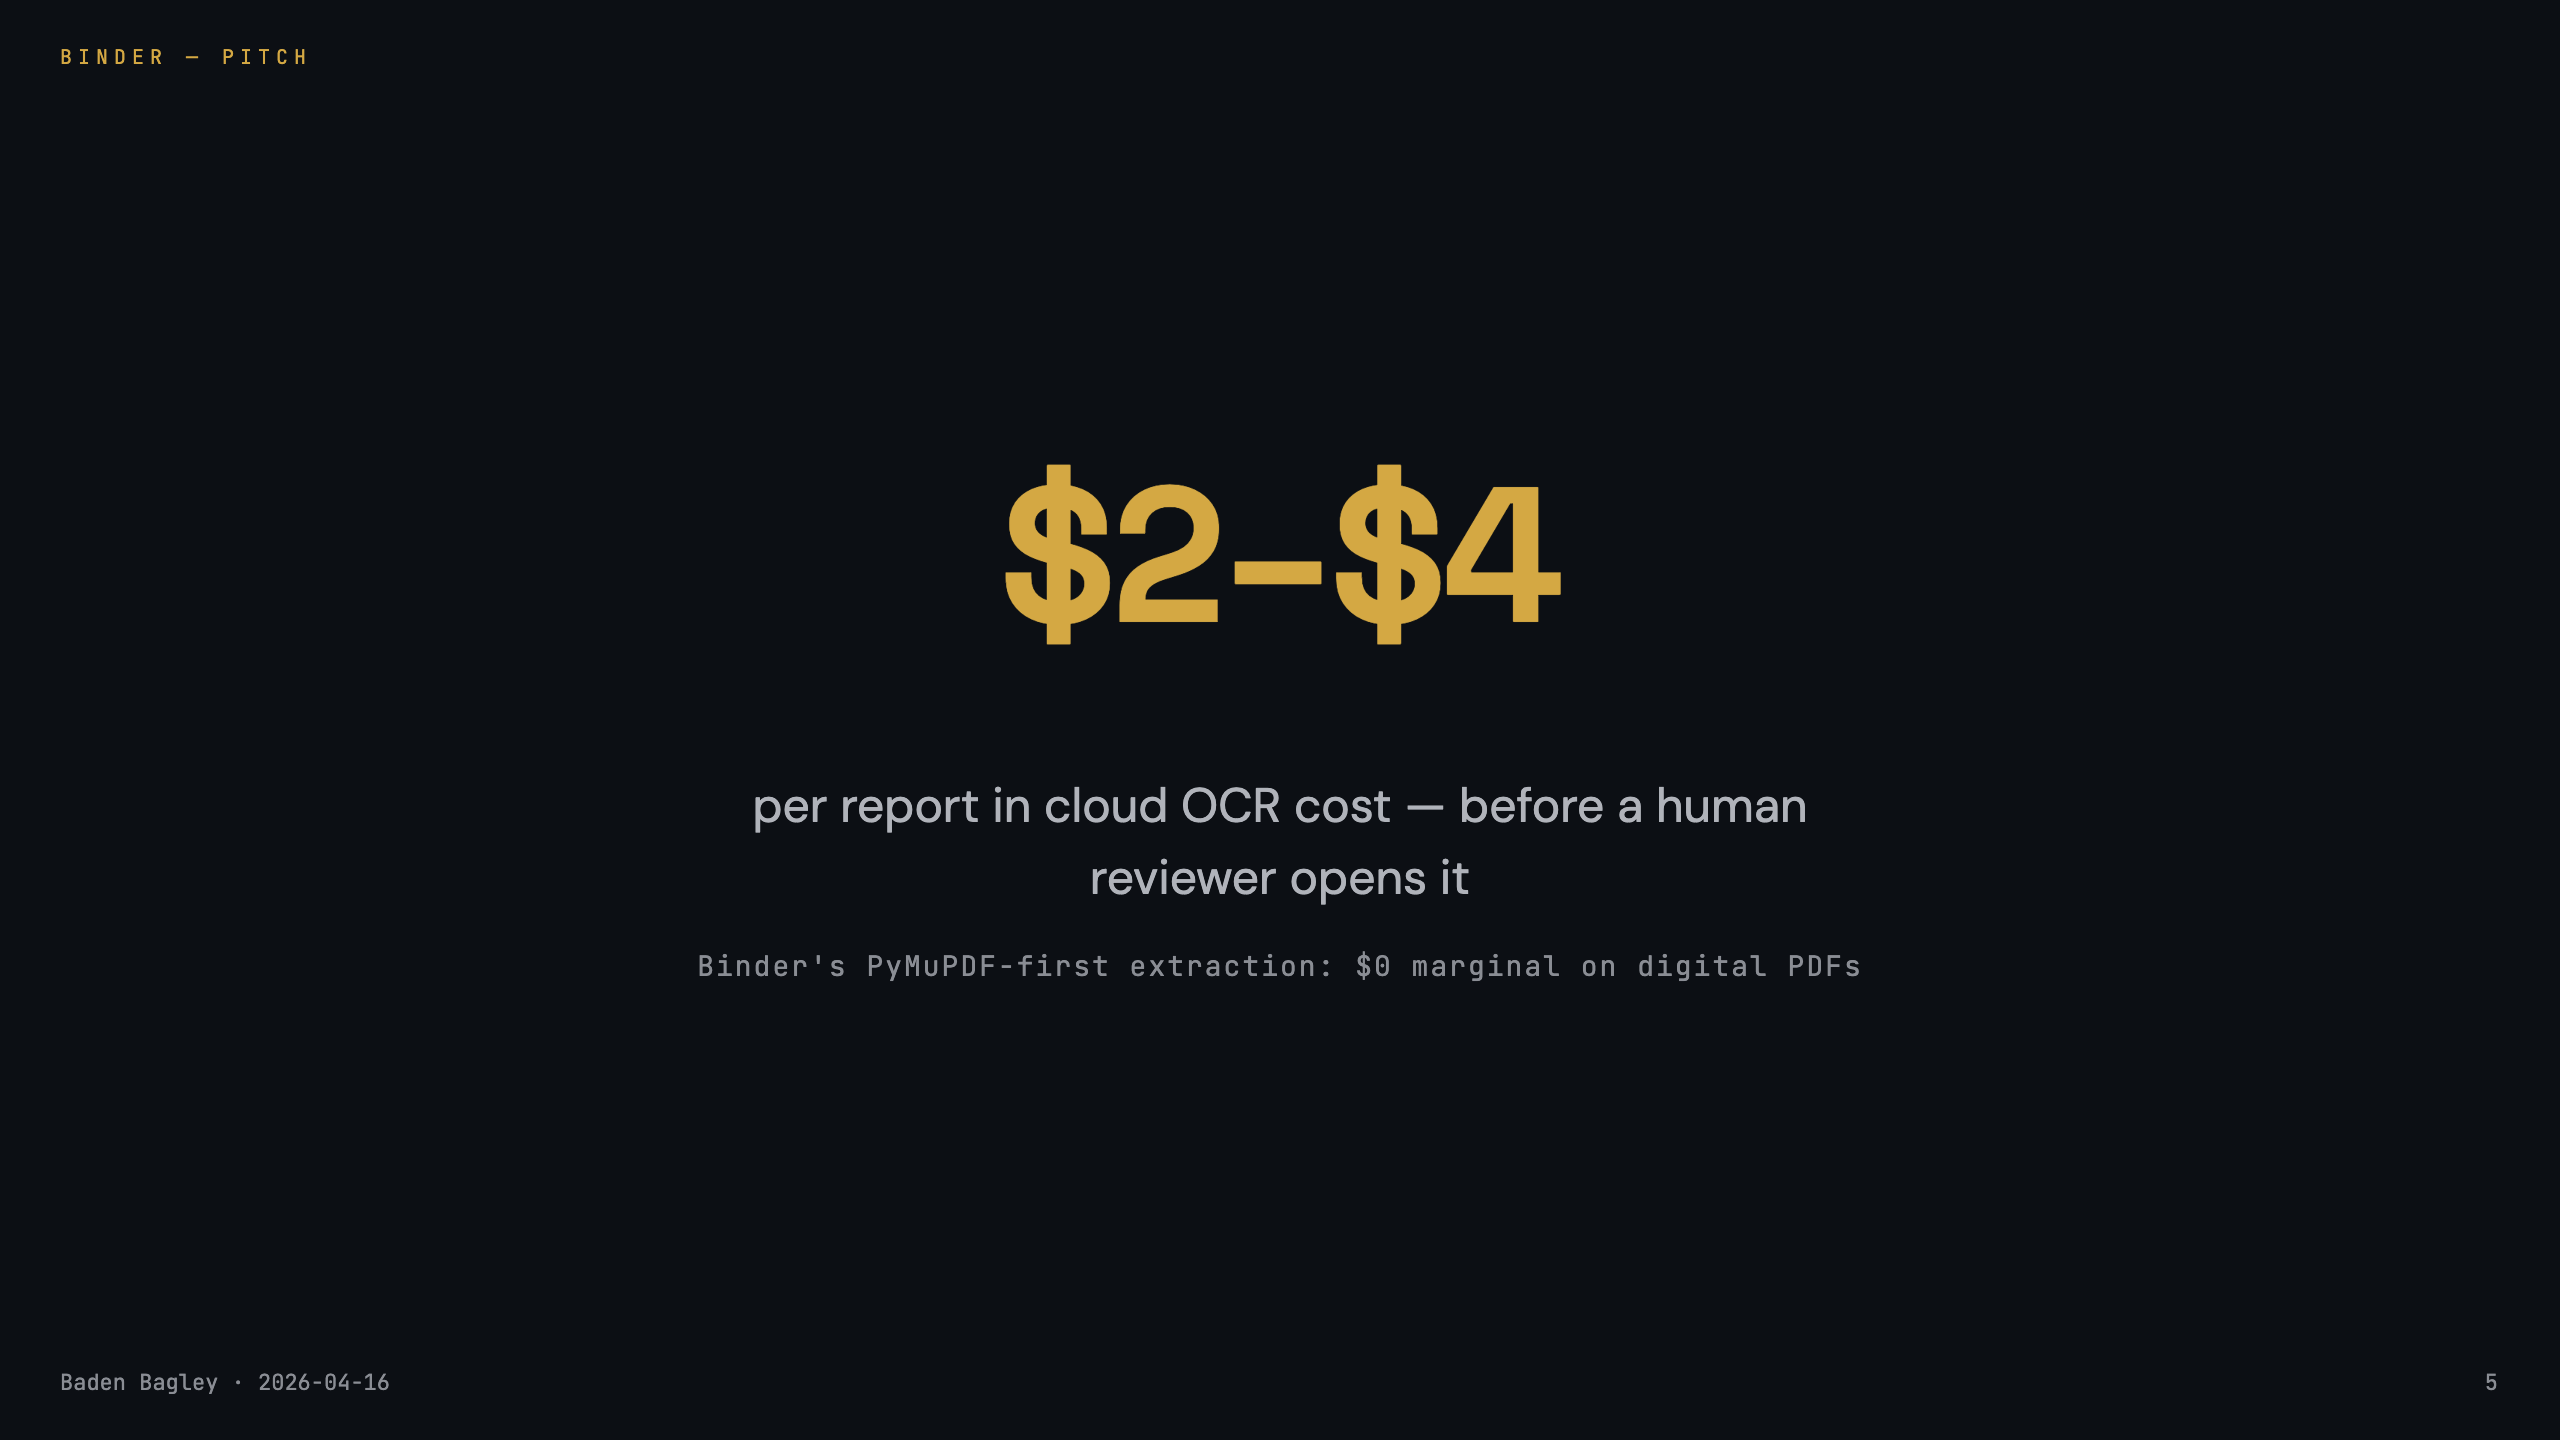 BINDER — PITCH
$2–$4
per report in cloud OCR cost — before a human
reviewer opens it
Binder's PyMuPDF-first extraction: $0 marginal on digital PDFs
Baden Bagley · 2026-04-16
5